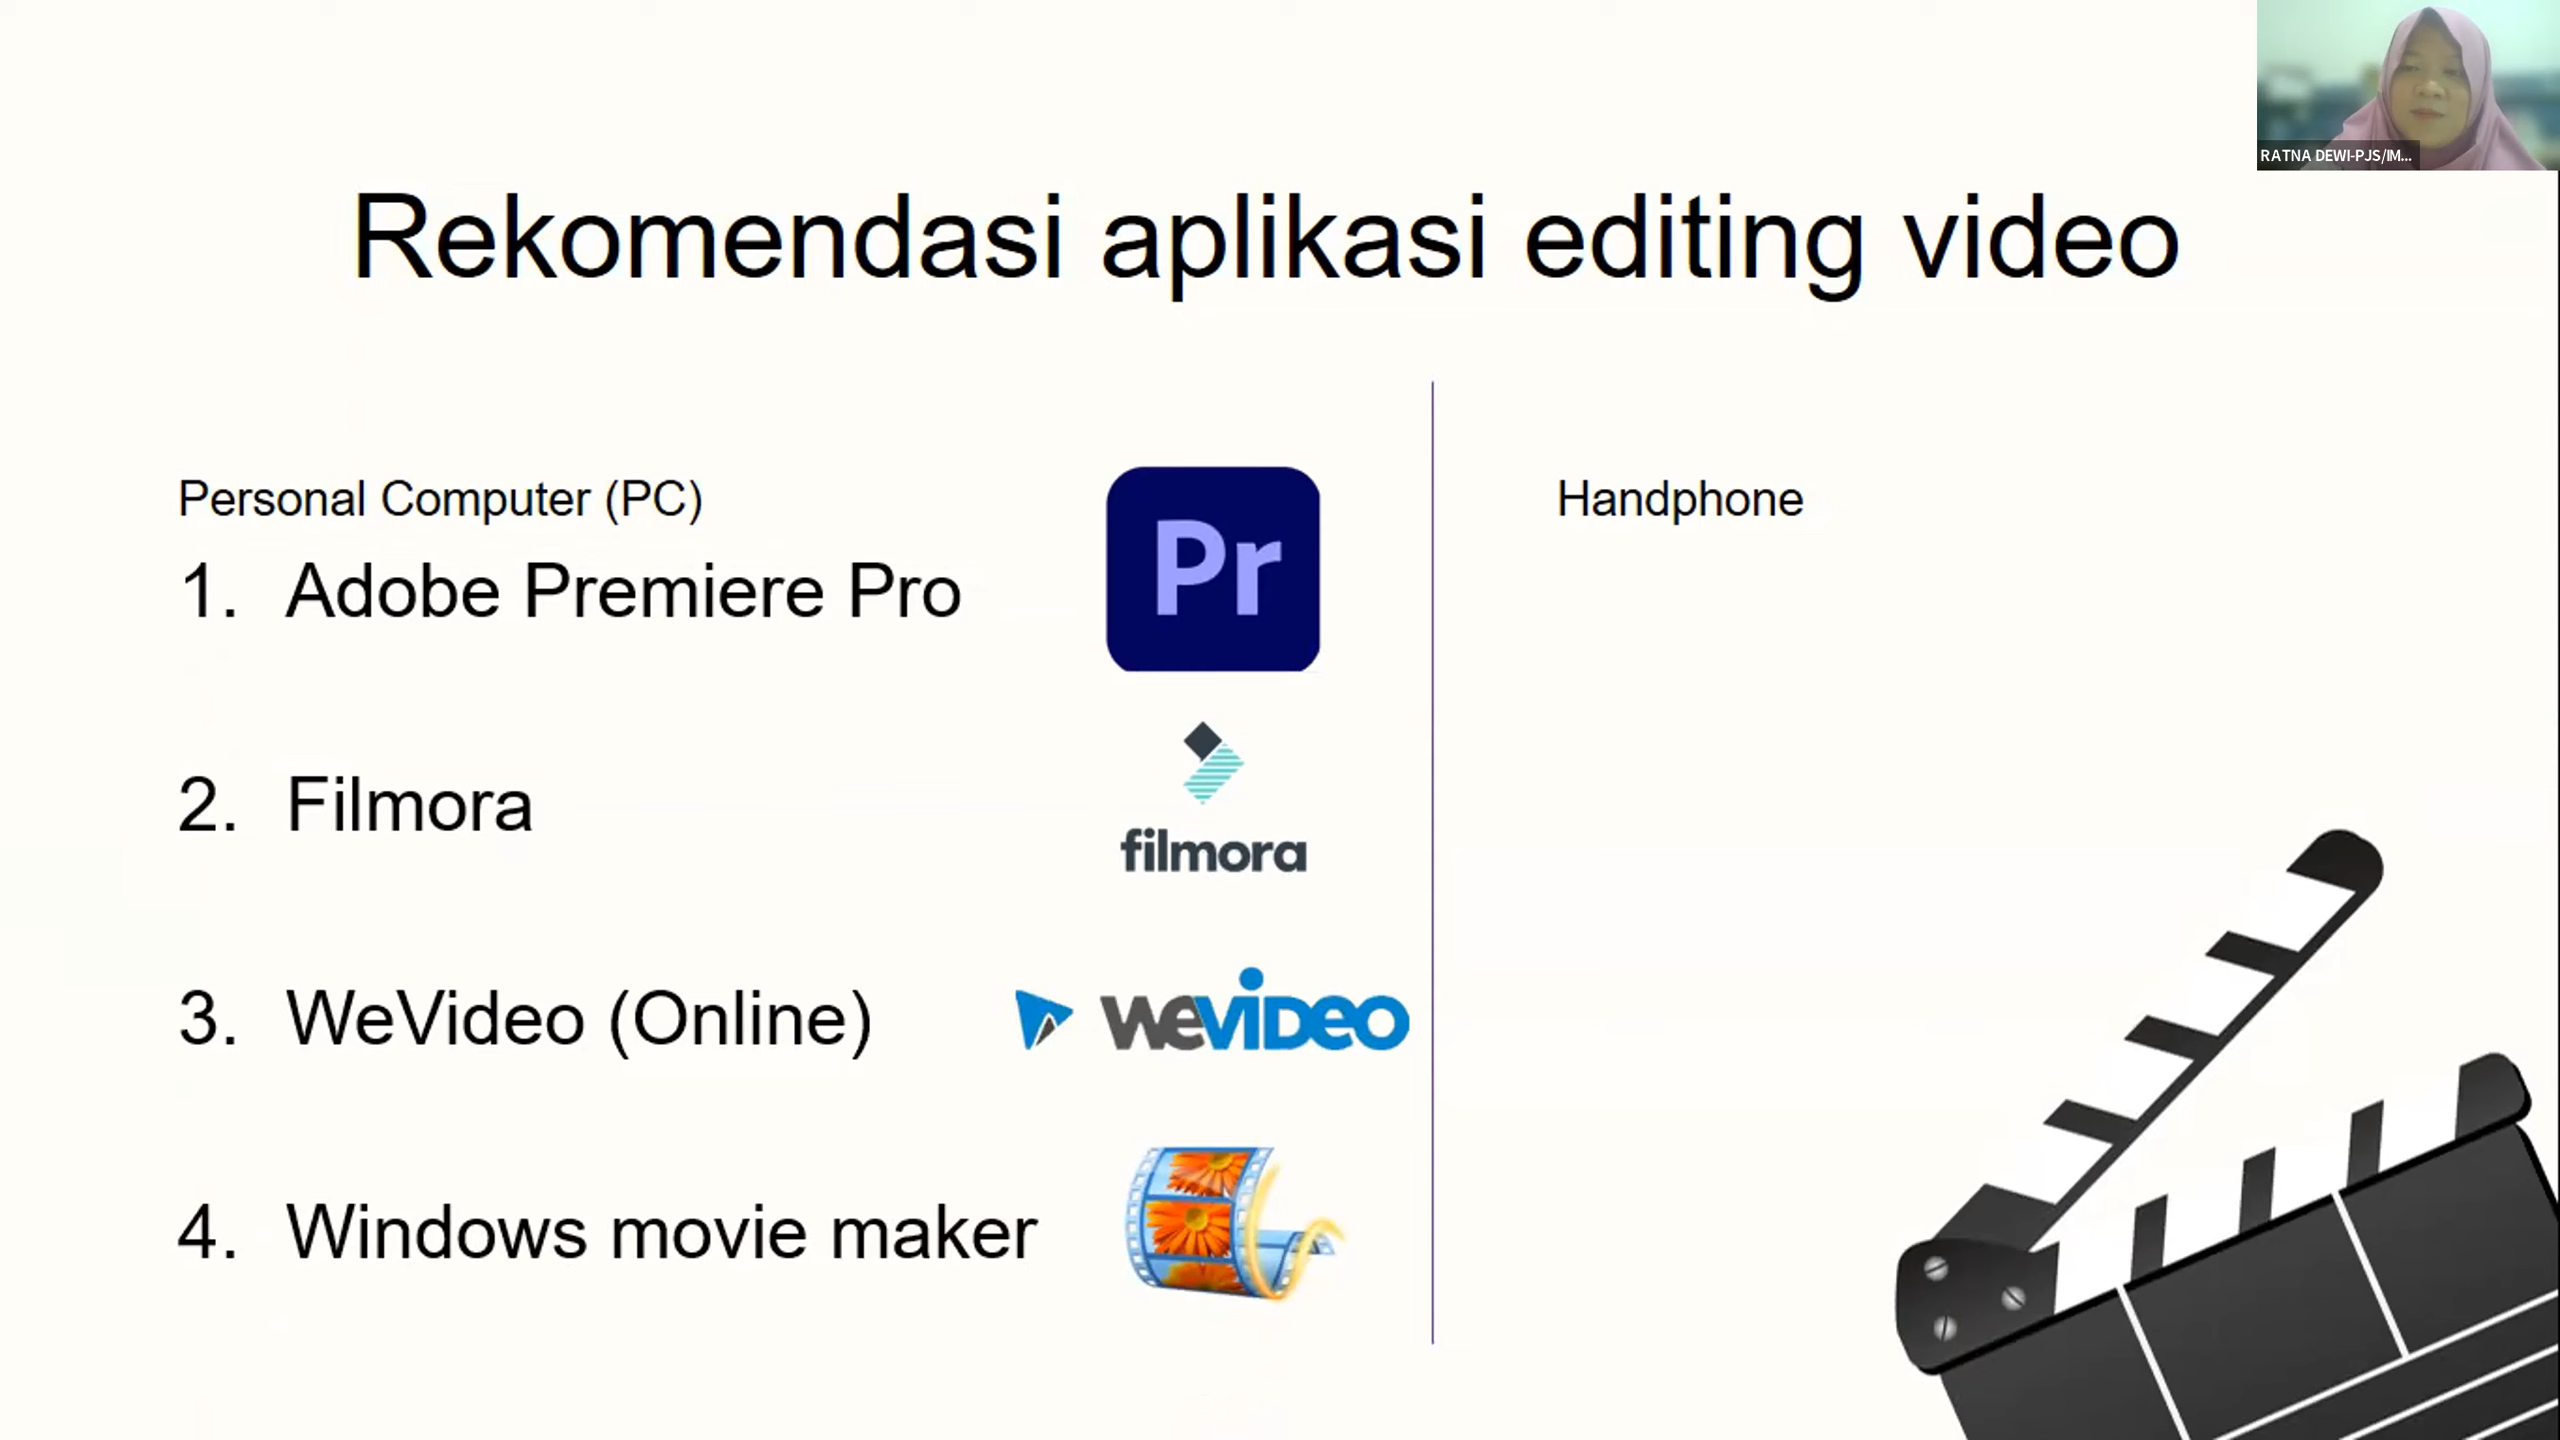 RATNA DEWI-PJS/IM...
Rekomendasi aplikasi editing video
Personal Computer (PC)
1. Adobe Premiere Pro
Pr
2. Filmora
filmora
3. WeVideo (Online)
WeVIDEO
4. Windows movie maker
Handphone